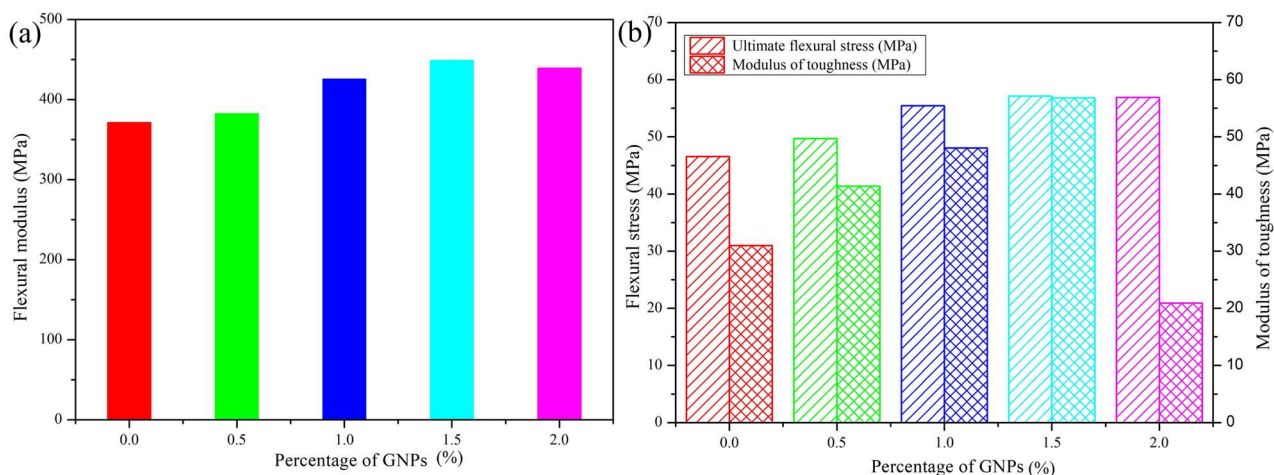 (a)
Flexural modulus (MPa)
500
400
300
200
100
0
0.0 0.5 1.0 1.5 2.0
Percentage of GNPs (%)
(b)
Ultimate flexural stress (MPa)
Modulus of toughness (MPa)
Flexural stress (MPa)
70
60
50
40
30
20
10
0
0.0 0.5 1.0 1.5 2.0
Percentage of GNPs (%)
70
60
50
40
30
20
10
0
Modulus of toughness (MPa)